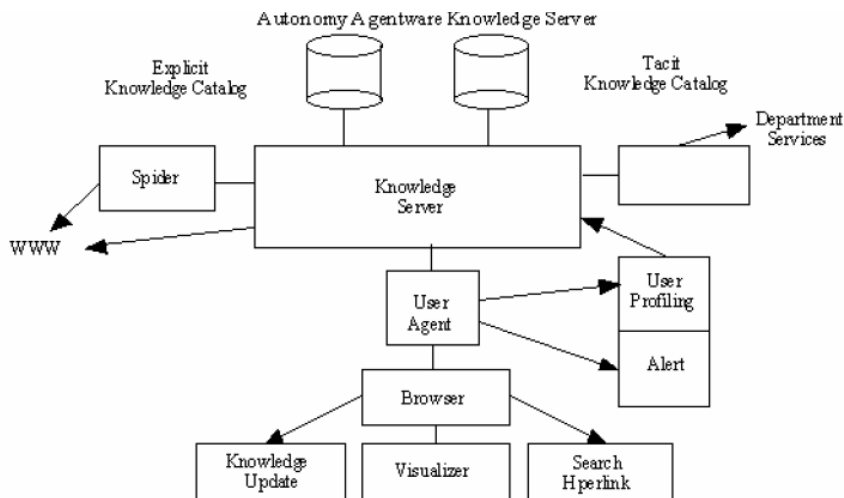 Autonomy Agentware Knowledge Server
Explicit
Knowledge Catalog
Tacit
Knowledge Catalog
Department
Services
Spider
Knowledge
Server
WWW
User
Agent
User
Profiling
Alert
Browser
Knowledge
Update
Visualizer
Search
Hperlink